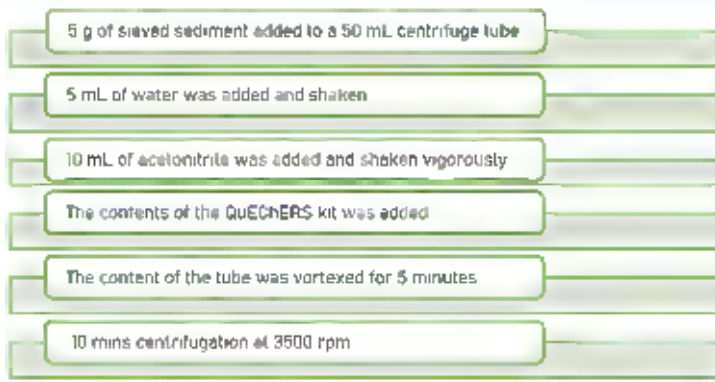 5 g of sieved sediment added to a 50 mL centrifuge tube
5 mL of water was added and shaken
10 mL of acetonitrile was added and shaken vigorously
The contents of the QuEChERS kit was added
The content of the tube was vortexed for 5 minutes
10 mins centrifugation at 3500 rpm